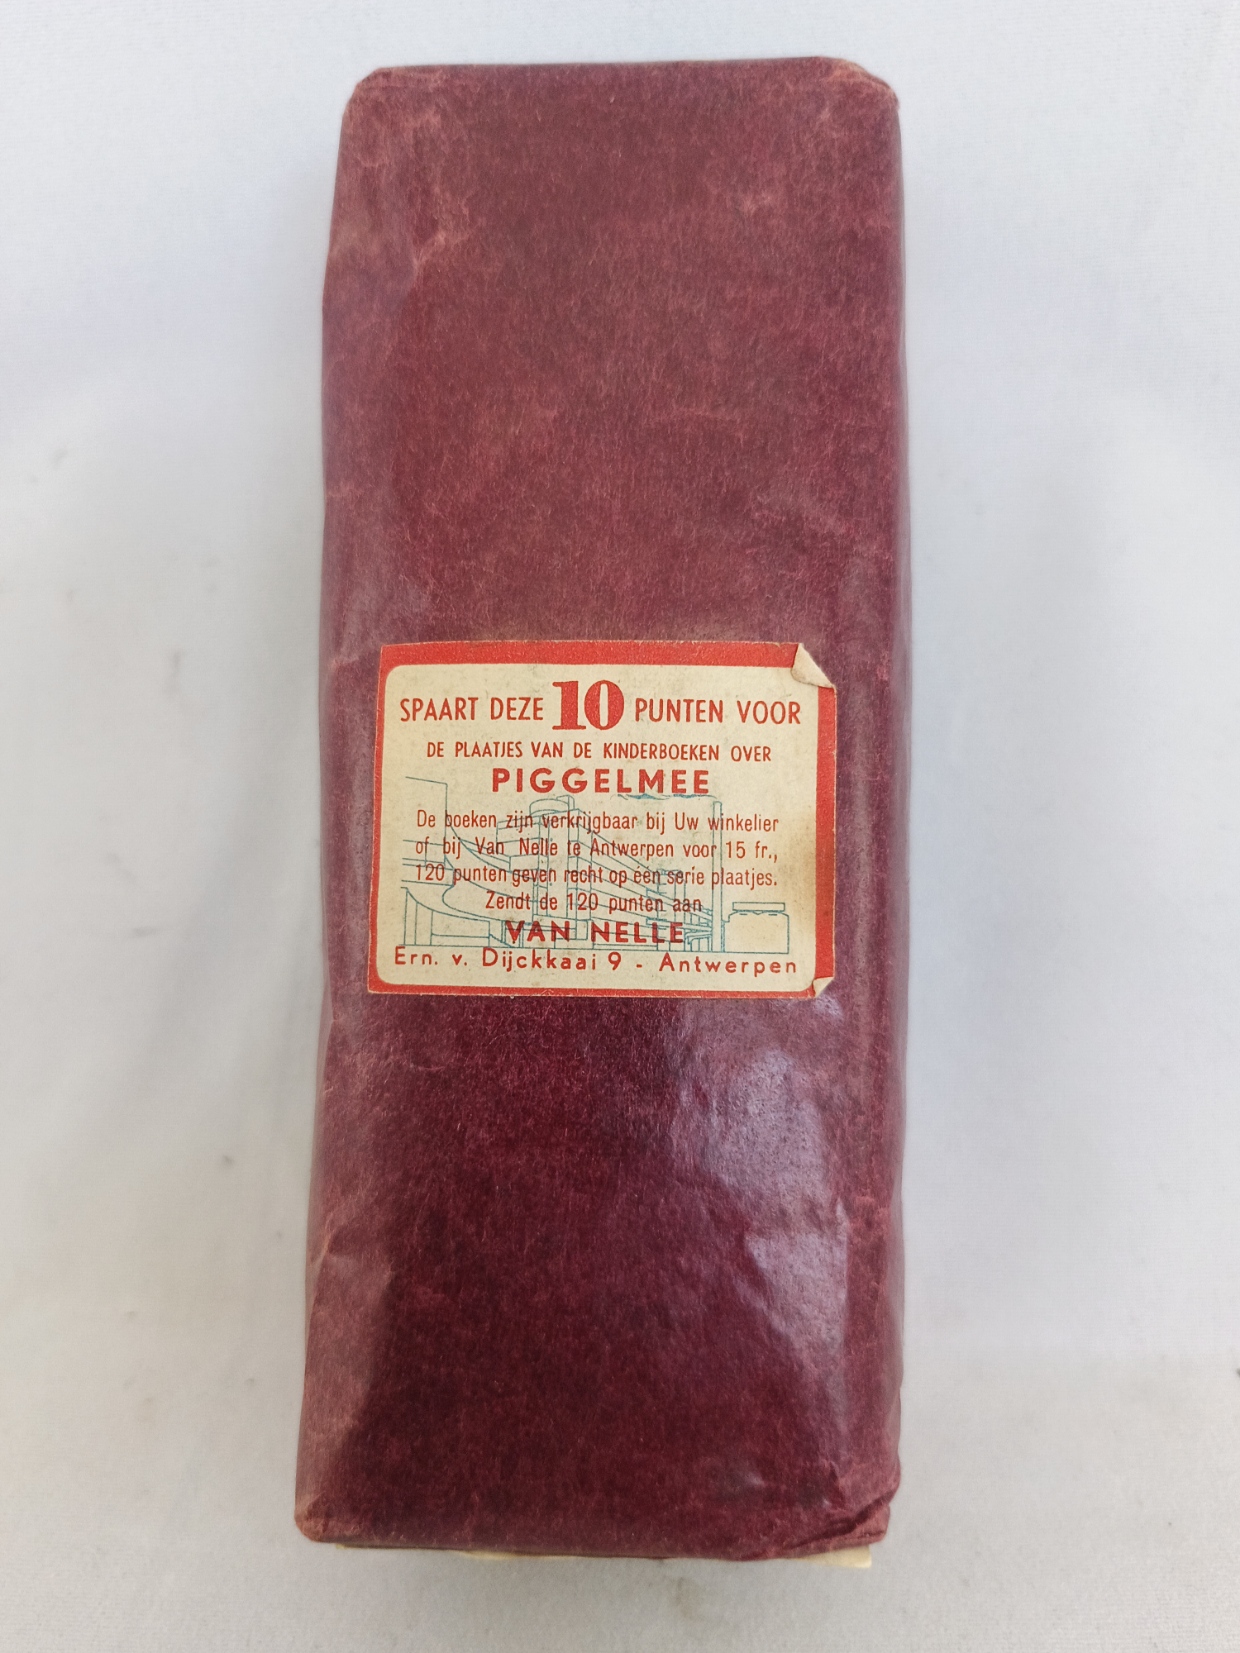 SPAART DEZE 10 PUNTEN VOOR
DE PLAATJES VAN DE KINDERBOEKEN OVER
PIGGELMEE
De boeken zijn verkrijgbaar bij Uw winkelier
of bij Van Nelle te Antwerpen voor 15 fr.,
120 punten geven recht op één serie plaatjes.
Zendt de 120 punten aan
VAN NELLE
Ern. v. Dijckkaai 9 - Antwerpen